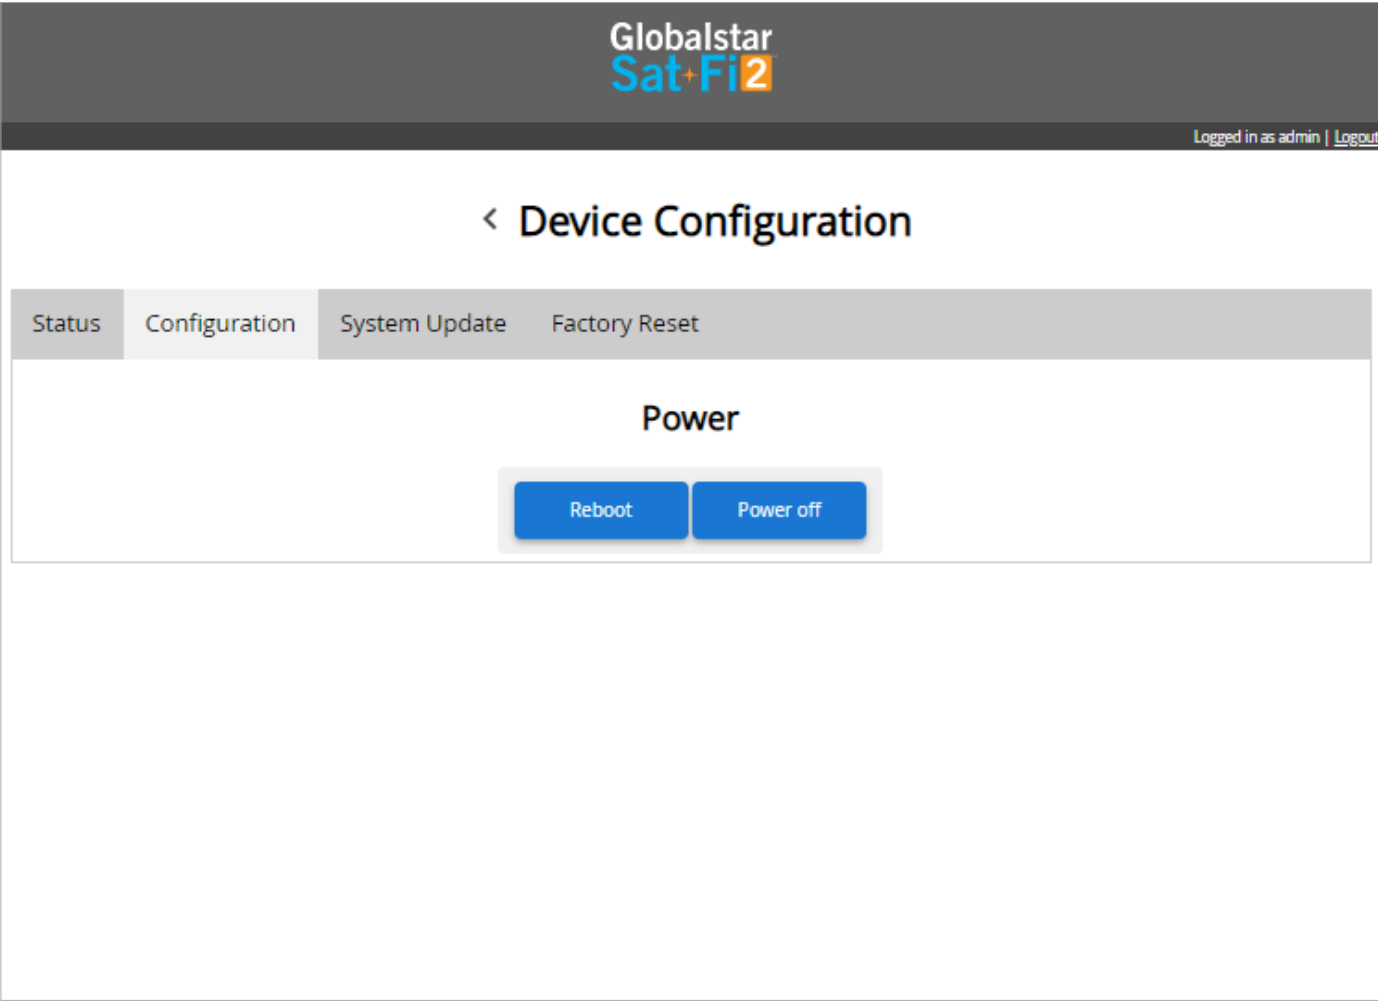 Globalstar
Sat+Fi2
Logged in as admin | Logout
< Device Configuration
Status Configuration System Update Factory Reset
Power
Reboot Power off